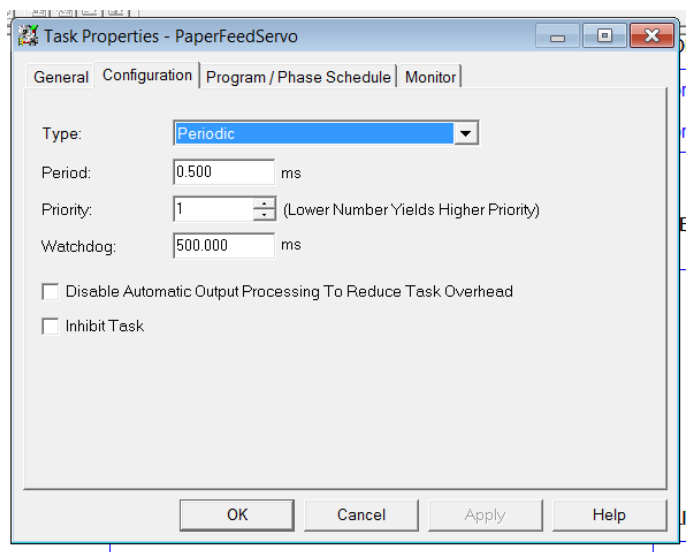 Task Properties - PaperFeedServo
General Configuration Program / Phase Schedule Monitor
Type: Periodic
Period: 0.500 ms
Priority: 1 (Lower Number Yields Higher Priority)
Watchdog: 500.000 ms
Disable Automatic Output Processing To Reduce Task Overhead
Inhibit Task
OK Cancel Apply Help